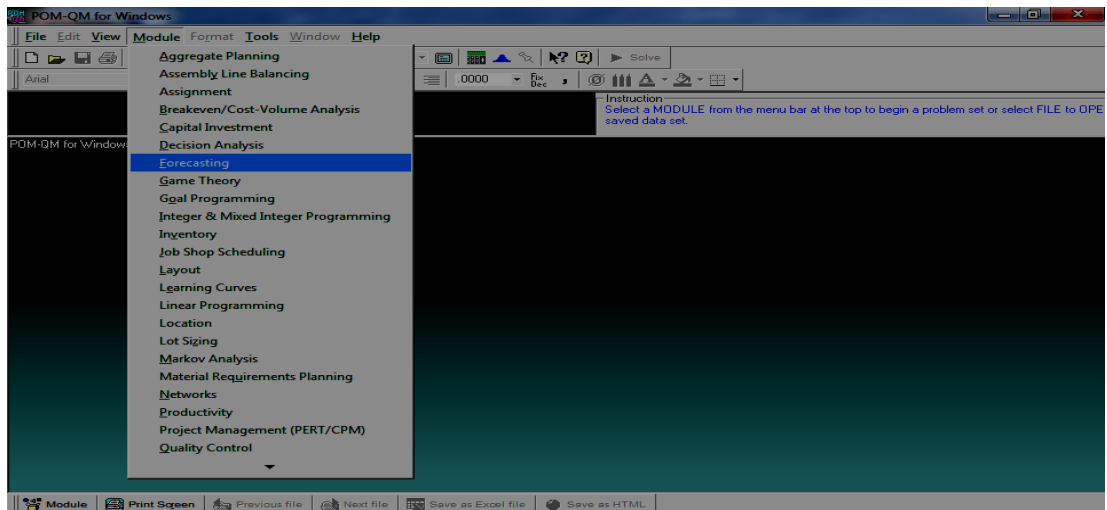 POM-QM for Windows
File Edit View Module Format Tools Window Help
Solve
Arial .0000 Fix Dec
Instruction
Select a MODULE from the menu bar at the top to begin a problem set or select FILE to OPE
saved data set.
POM-QM for Window
Aggregate Planning
Assembly Line Balancing
Assignment
Breakeven/Cost-Volume Analysis
Capital Investment
Decision Analysis
Forecasting
Game Theory
Goal Programming
Integer & Mixed Integer Programming
Inventory
Job Shop Scheduling
Layout
Learning Curves
Linear Programming
Location
Lot Sizing
Markov Analysis
Material Requirements Planning
Networks
Productivity
Project Management (PERT/CPM)
Quality Control
Module Print Screen Previous file Next file Save as Excel file Save as HTML